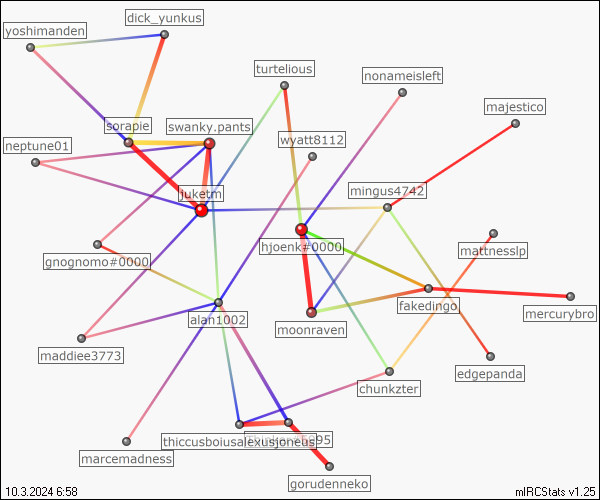 dick_yunkus
yoshimanden
turtelious
nonameisleft
majestico
sorapie
swanky.pants
wyatt8112
neptune01
juketm
mingus4742
hjoenk#0000
mattnesslp
gnognomo#0000
fakedingo
mercurybro
alan1002
moonraven
maddiee3773
edgepanda
chunkzter
thiccusboiusalexusjoneus
marcemadness
gorudenneko
10.3.2024 6:58
mIRCStats v1.25